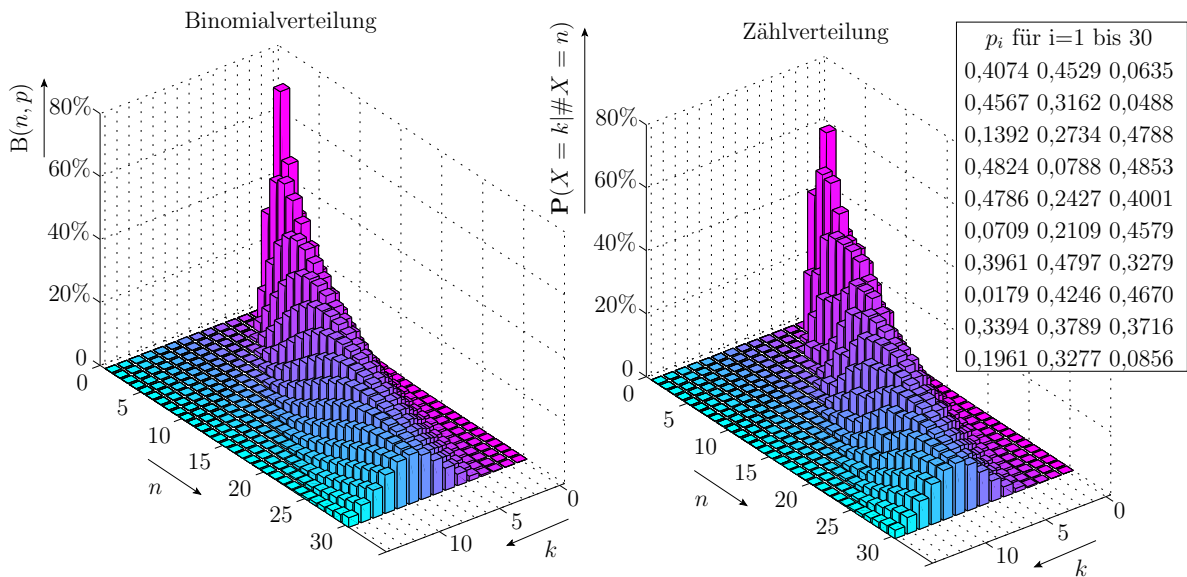 Binomialverteilung
B(n, p)
80%
60%
40%
20%
0
0
5
10
15
20
25
30
n
10
5
0
k
Zählverteilung
P(X = k|#X = n)
80%
60%
40%
20%
0
0
5
10
15
20
25
30
n
10
5
0
k
p_i für i=1 bis 30
0,4074 0,4529 0,0635
0,4567 0,3162 0,0488
0,1392 0,2734 0,4788
0,4824 0,0788 0,4853
0,4786 0,2427 0,4001
0,0709 0,2109 0,4579
0,3961 0,4797 0,3279
0,0179 0,4246 0,4670
0,3394 0,3789 0,3716
0,1961 0,3277 0,0856